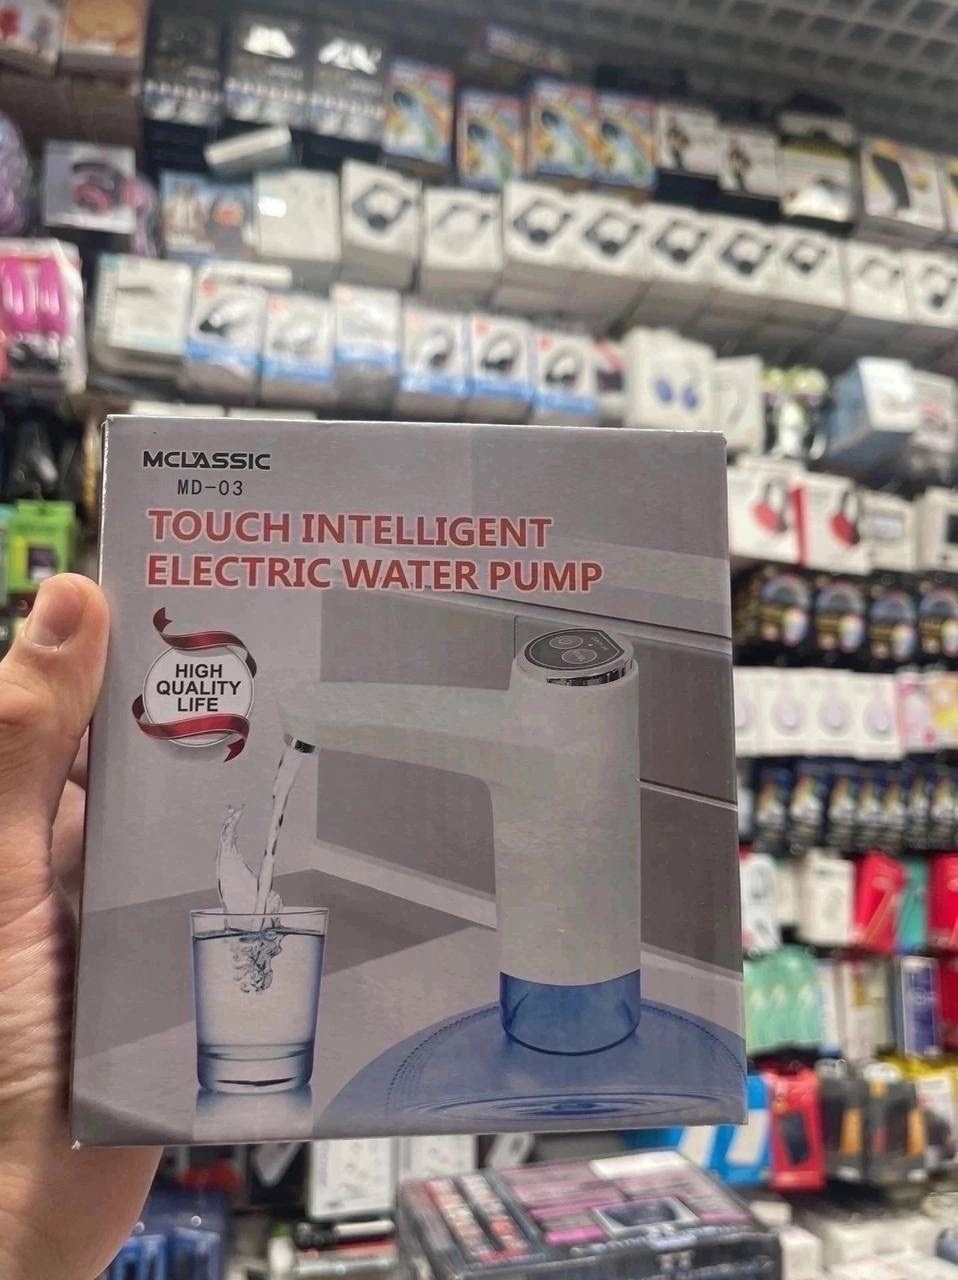 MCLASSIC
MD-03
TOUCH INTELLIGENT
ELECTRIC WATER PUMP
HIGH
QUALITY
LIFE